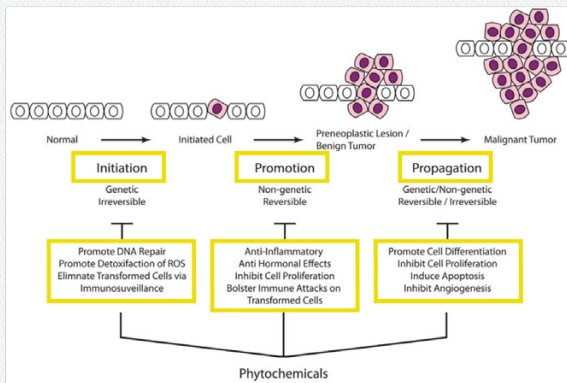 Normal
Initiated Cell
Preneoplastic Lesion /
Benign Tumor
Malignant Tumor
Initiation
Promotion
Propagation
Genetic
Irreversible
Non-genetic
Reversible
Genetic/Non-genetic
Reversible / Irreversible
Promote DNA Repair
Promote Detoxifaction of ROS
Elimnate Transformed Cells via
Immunosuveillance
Anti-Inflammatory
Anti Hormonal Effects
Inhibit Cell Proliferation
Bolster Immune Attacks on
Transformed Cells
Promote Cell Differentiation
Inhibit Cell Proliferation
Induce Apoptosis
Inhibit Angiogenesis
Phytochemicals